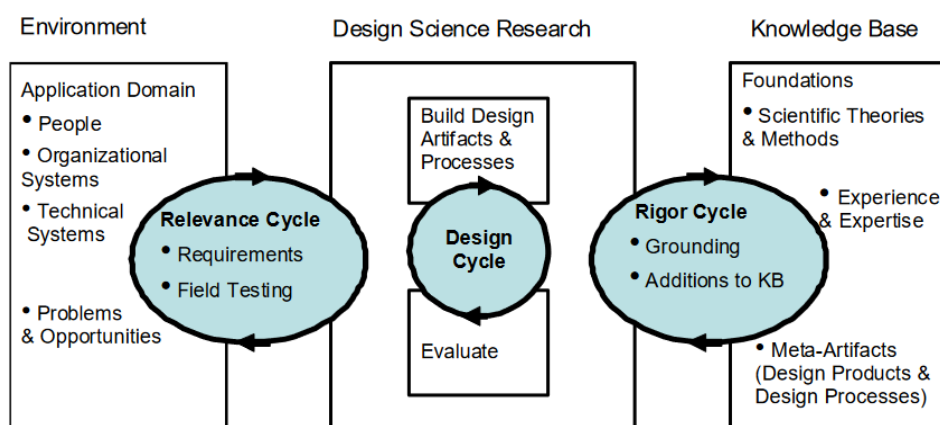 Environment
Design Science Research
Knowledge Base
Application Domain
• People
• Organizational
Systems
• Technical
Systems
• Problems
& Opportunities
Relevance Cycle
• Requirements
• Field Testing
Build Design
Artifacts &
Processes
Design
Cycle
Evaluate
Rigor Cycle
• Grounding
• Additions to KB
Foundations
• Scientific Theories
& Methods
• Experience
& Expertise
• Meta-Artifacts
(Design Products &
Design Processes)